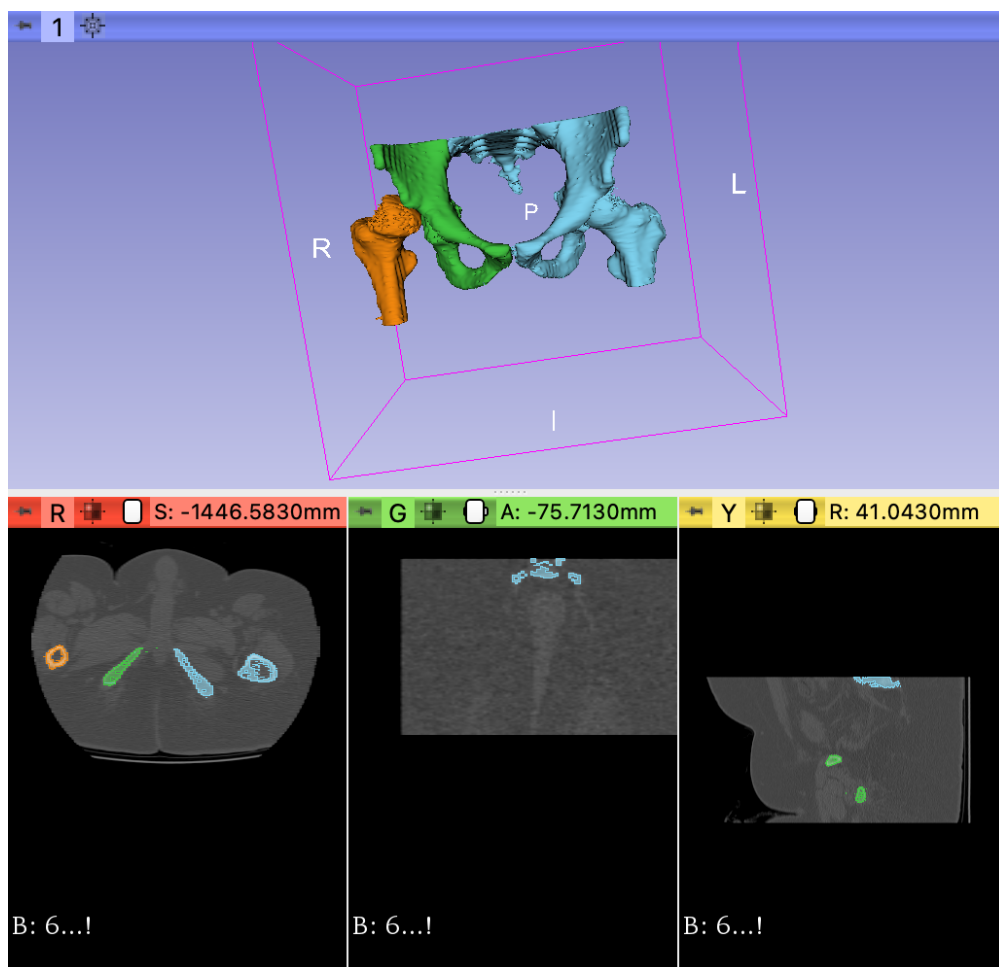 1
R
P
L
I
R S: -1446.5830mm
G A: -75.7130mm
Y R: 41.0430mm
B: 6...!
B: 6...!
B: 6...!